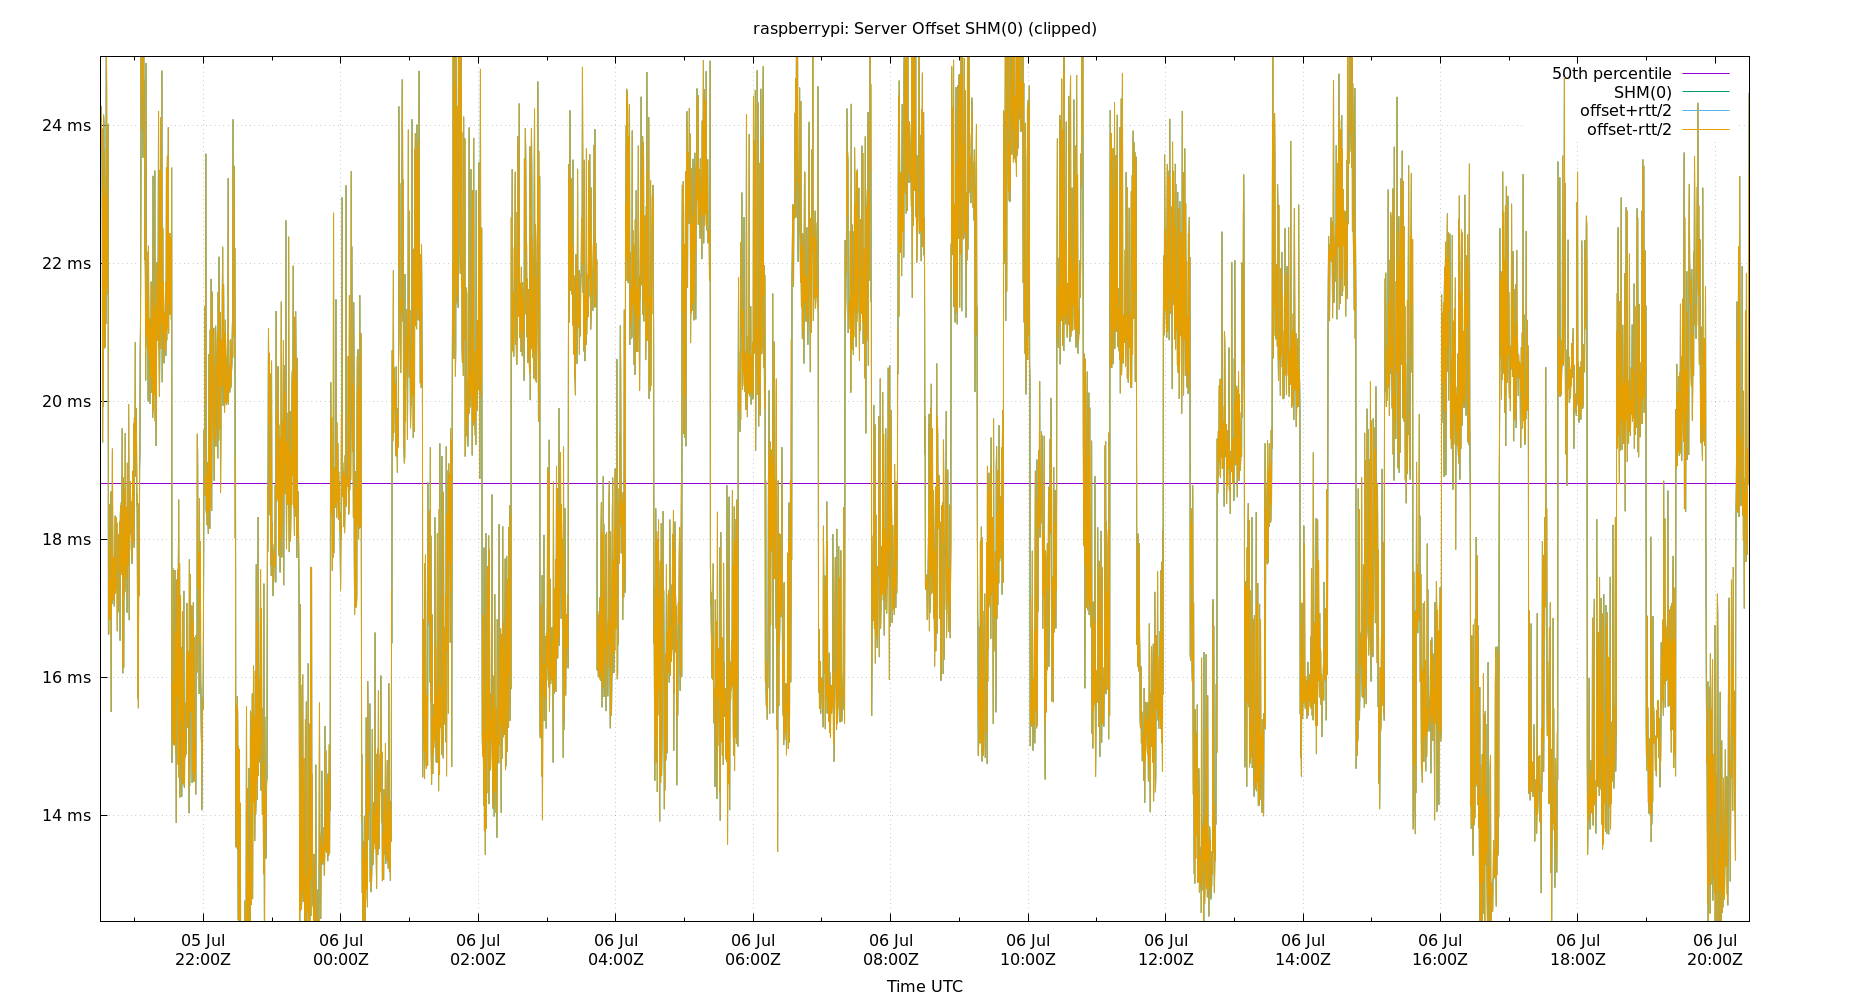 raspberrypi: Server Offset SHM(0) (clipped)
50th percentile
SHM(0)
offset+rtt/2
offset-rtt/2
24 ms
22 ms
20 ms
18 ms
16 ms
14 ms
05 Jul 06 Jul 06 Jul 06 Jul 06 Jul 06 Jul 06 Jul 06 Jul 06 Jul 06 Jul 06 Jul 06 Jul
22:00Z 00:00Z 02:00Z 04:00Z 06:00Z 08:00Z 10:00Z 12:00Z 14:00Z 16:00Z 18:00Z 20:00Z
Time UTC